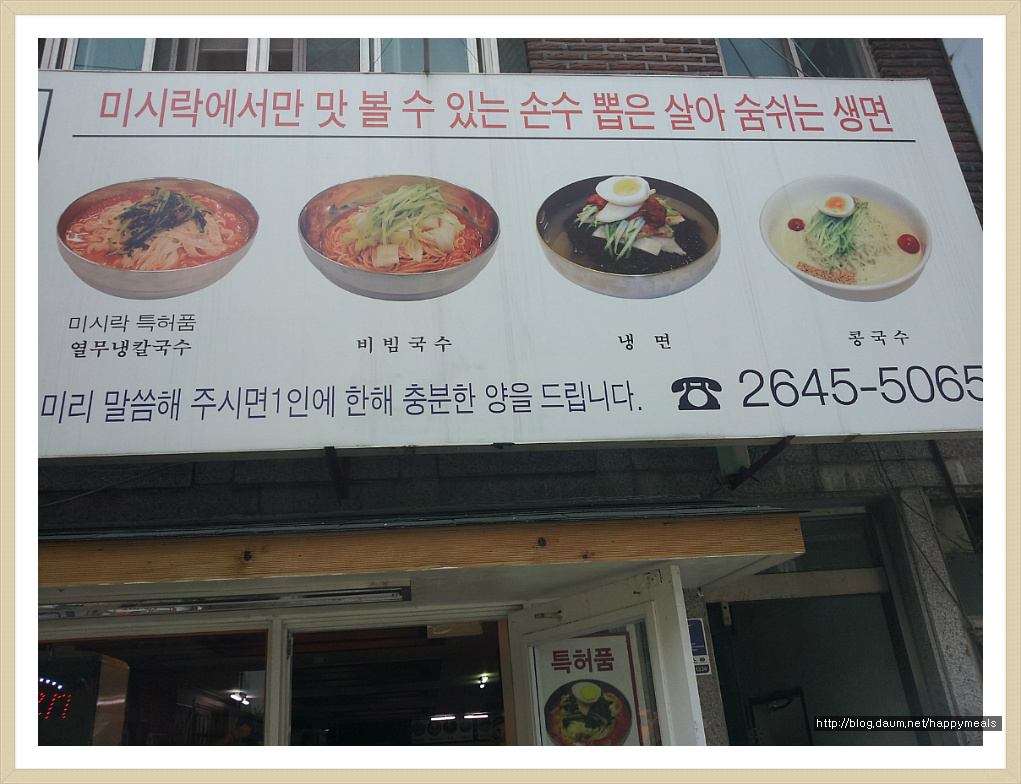 미시락에서만 맛 볼 수 있는 손수 뽑은 살아 숨쉬는 생면
미시락 특허품
열무냉칼국수
비빔국수
냉면
콩국수
미리 말씀해 주시면1인에 한해 충분한 양을 드립니다.
2645-5065
특허품
en
http://blog.daum.net/happymeals